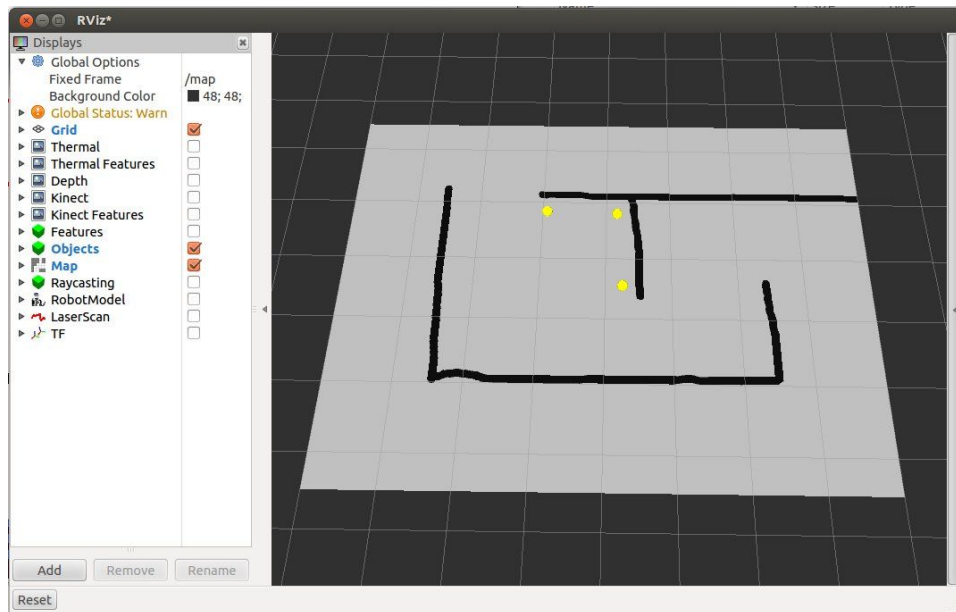 RViz*
Displays
Global Options
Fixed Frame /map
Background Color 48; 48;
Global Status: Warn
Grid
Thermal
Thermal Features
Depth
Kinect
Kinect Features
Features
Objects
Map
Raycasting
RobotModel
LaserScan
TF
Add Remove Rename
Reset